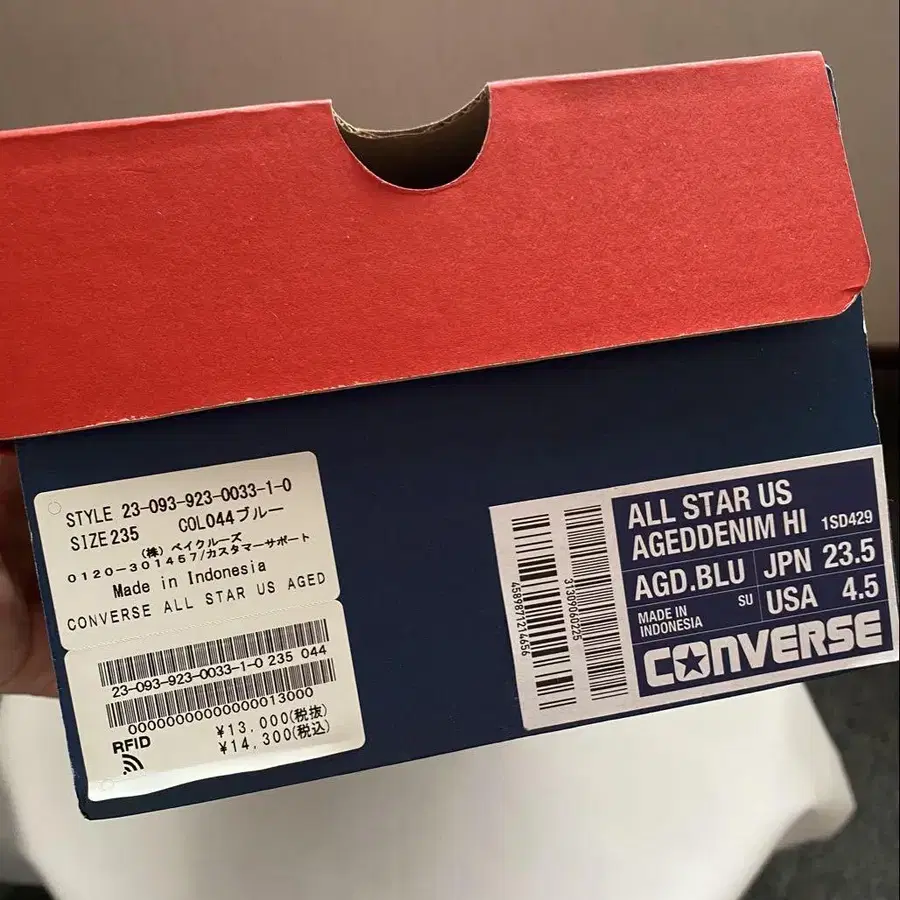 STYLE 23-093-923-0033-1-0
SIZE235 COL044ブルー
(株) ベイクルーズ
0120-301457/カスタマーサポート
Made in Indonesia
CONVERSE ALL STAR US AGED
23-093-923-0033-1-0 235 044
00000000000000013000
RFID
¥13,000(税抜)
¥14,300(税込)
4589871214656
31309060225
ALL STAR US
AGEDDENIM HI 1SD429
AGD.BLU JPN 23.5
MADE IN INDONESIA SU USA 4.5
CONVERSE